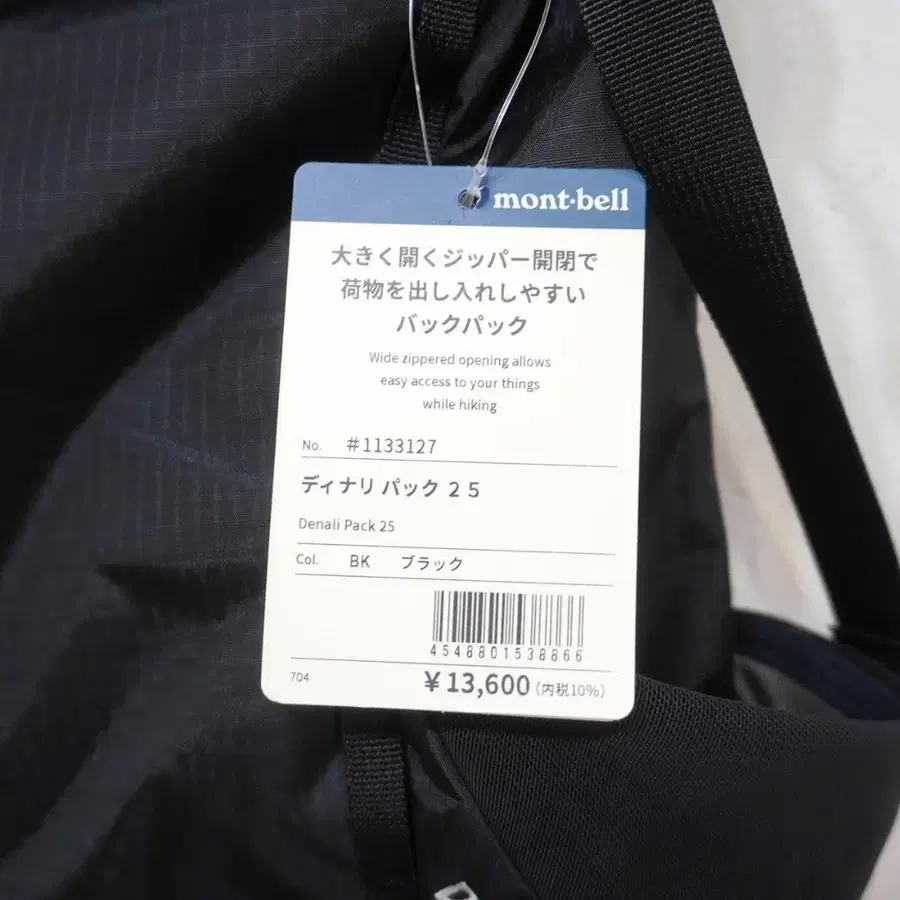 mont·bell
大きく開くジッパー開閉で
荷物を出し入れしやすい
バックパック
Wide zippered opening allows
easy access to your things
while hiking
No. #1133127
ディナリ パック 25
Denali Pack 25
Col. BK ブラック
4548801538866
704 ¥13,600(内税10%)